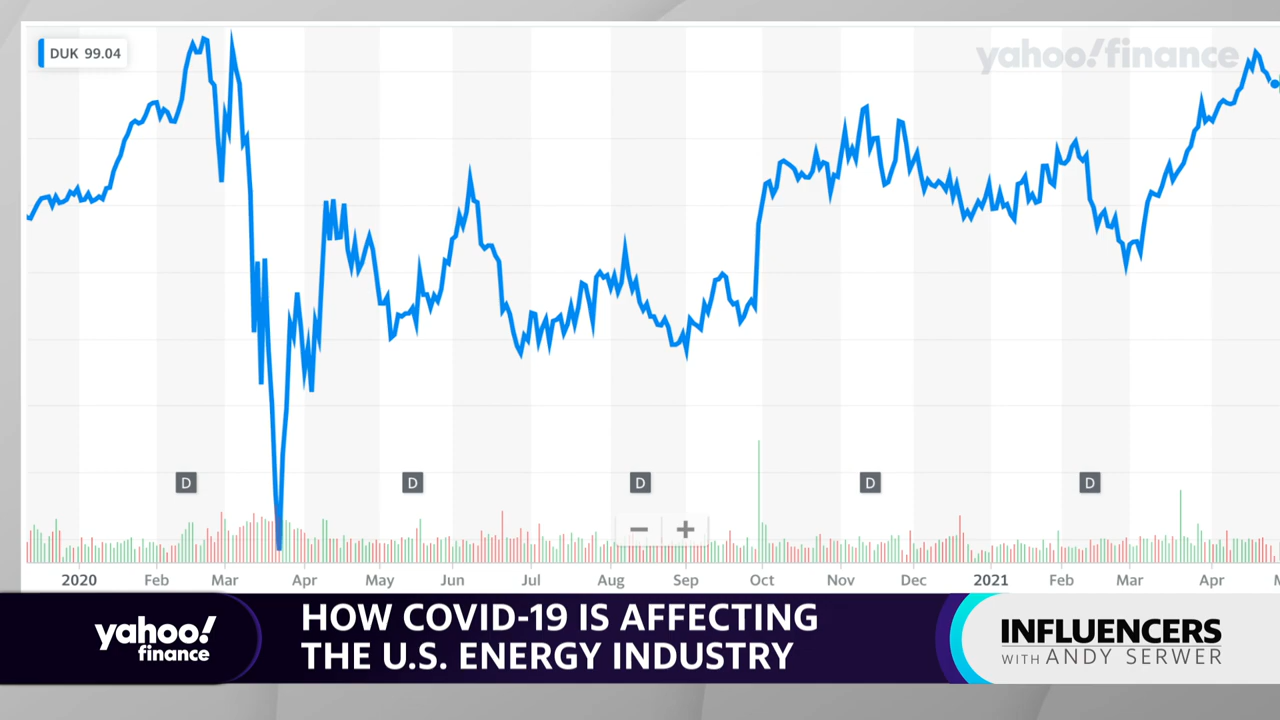 DUK 99.04
yahoo!finance
D D D D D
− +
2020 Feb Mar Apr May Jun Jul Aug Sep Oct Nov Dec 2021 Feb Mar Apr
yahoo!
finance
HOW COVID-19 IS AFFECTING
THE U.S. ENERGY INDUSTRY
INFLUENCERS
WITH ANDY SERWER